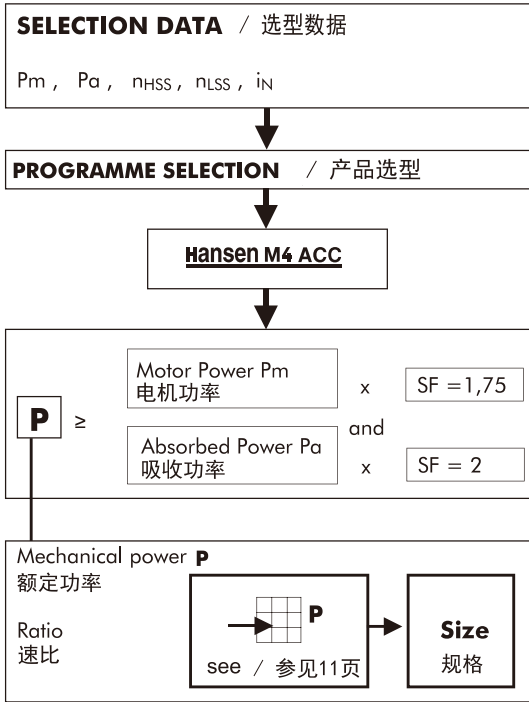 SELECTION DATA / 选型数据
Pm , Pa , nHSS , nLSS , iN
PROGRAMME SELECTION / 产品选型
Hansen M4 ACC
Motor Power Pm
电机功率
x SF =1,75
P ≥
and
Absorbed Power Pa
吸收功率
x SF = 2
Mechanical power P
额定功率
Ratio
速比
P
see / 参见11页
Size
规格